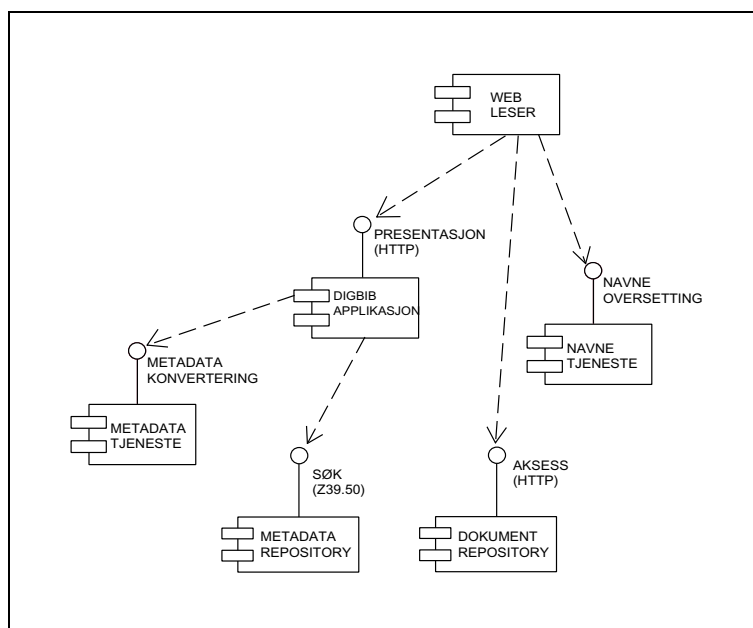 WEB
LESER
PRESENTASJON
(HTTP)
DIGBIB
APPLIKASJON
NAVNE
OVERSETTING
NAVNE
TJENESTE
METADATA
KONVERTERING
METADATA
TJENESTE
SØK
(Z39.50)
AKSESS
(HTTP)
METADATA
REPOSITORY
DOKUMENT
REPOSITORY